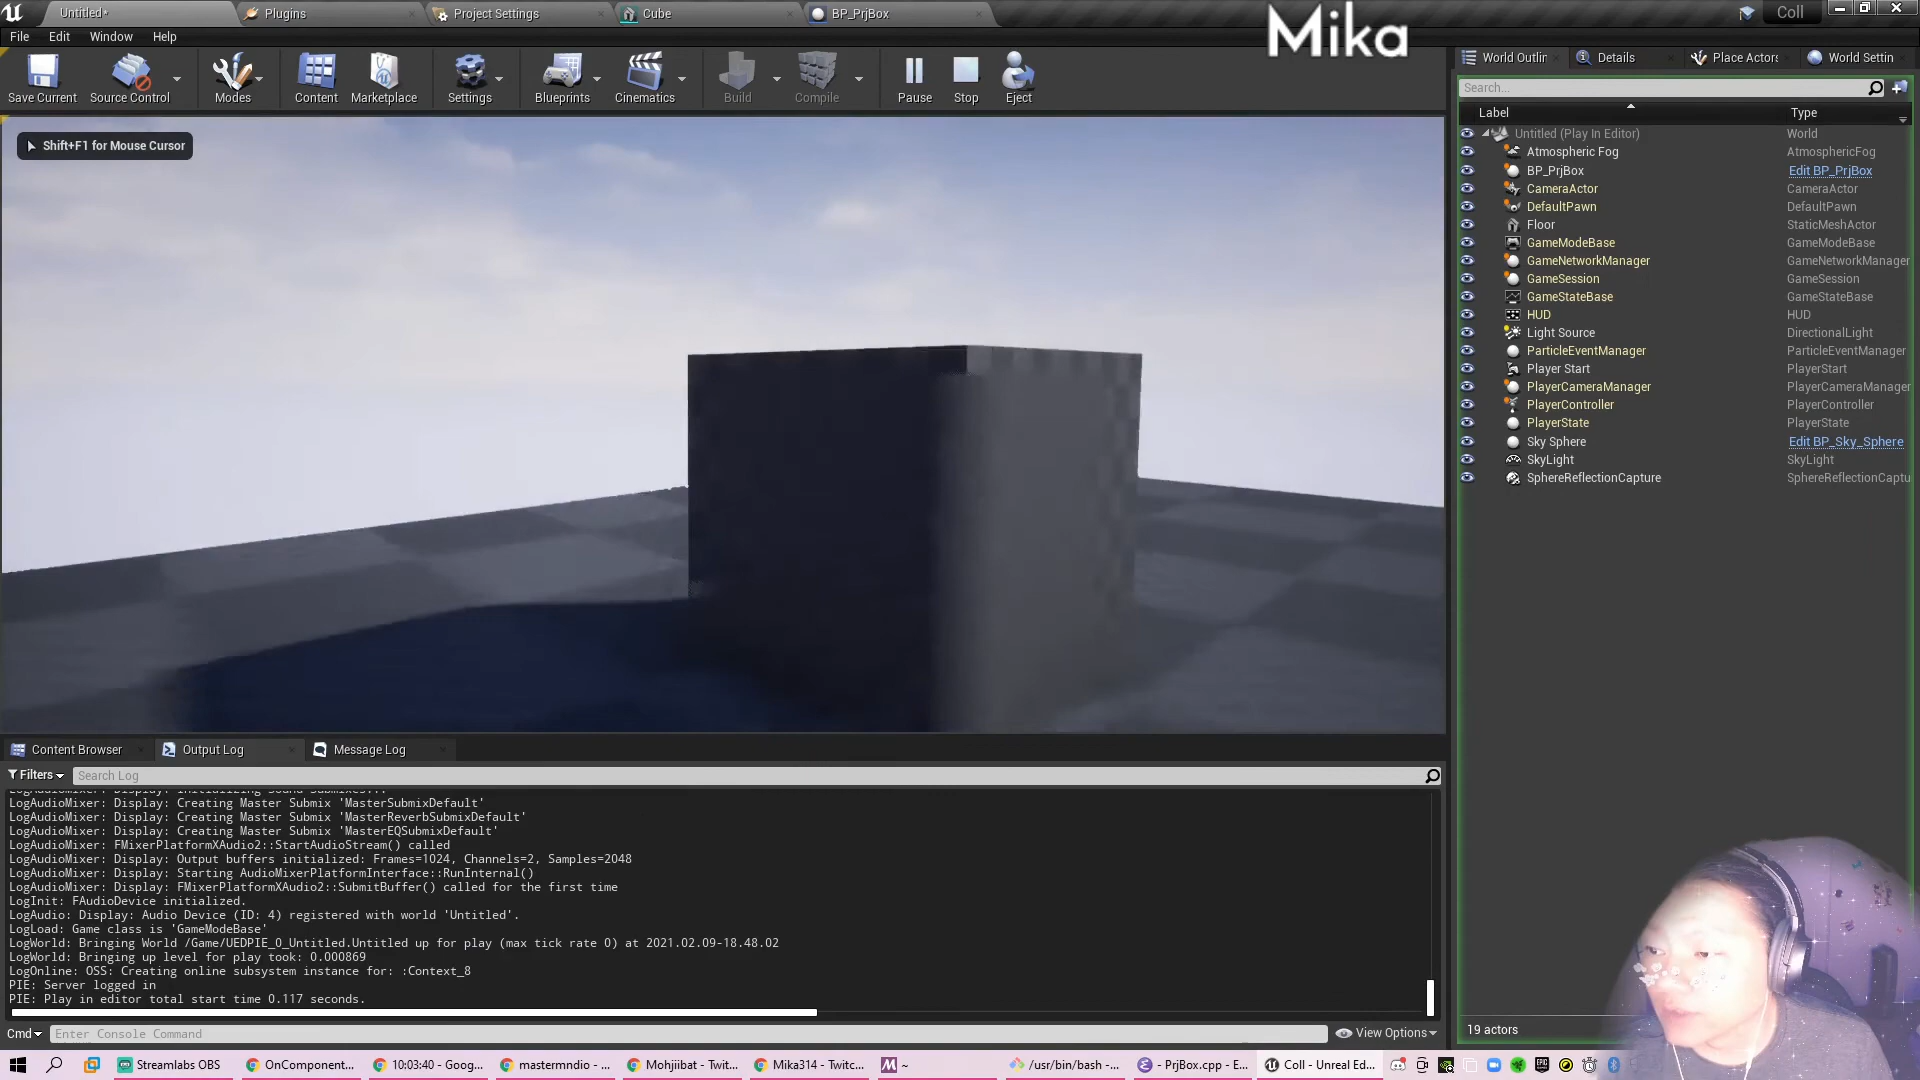 Untitled*
Plugins
Project Settings
Cube
BP_PrjBox
Mika
Coll
File
Edit
Window
Help
Save Current
Source Control
Modes
Content
Marketplace
Settings
Blueprints
Cinematics
Build
Compile
Pause
Stop
Eject
Shift+F1 for Mouse Cursor
World Outlin
Details
Place Actors
World Settin
Search...
Label Type
Untitled (Play In Editor) World
Atmospheric Fog AtmosphericFog
BP_PrjBox Edit BP_PrjBox
CameraActor CameraActor
DefaultPawn DefaultPawn
Floor StaticMeshActor
GameModeBase GameModeBase
GameNetworkManager GameNetworkManager
GameSession GameSession
GameStateBase GameStateBase
HUD HUD
Light Source DirectionalLight
ParticleEventManager ParticleEventManager
Player Start PlayerStart
PlayerCameraManager PlayerCameraManager
PlayerController PlayerController
PlayerState PlayerState
Sky Sphere Edit BP_Sky_Sphere
SkyLight SkyLight
SphereReflectionCapture SphereReflectionCaptu
19 actors
Content Browser
Output Log
Message Log
Filters
Search Log
LogAudioMixer: Display: Initializing Sound Submixes...
LogAudioMixer: Display: Creating Master Submix 'MasterSubmixDefault'
LogAudioMixer: Display: Creating Master Submix 'MasterReverbSubmixDefault'
LogAudioMixer: Display: Creating Master Submix 'MasterEQSubmixDefault'
LogAudioMixer: FMixerPlatformXAudio2::StartAudioStream() called
LogAudioMixer: Display: Output buffers initialized: Frames=1024, Channels=2, Samples=2048
LogAudioMixer: Display: Starting AudioMixerPlatformInterface::RunInternal()
LogAudioMixer: Display: FMixerPlatformXAudio2::SubmitBuffer() called for the first time
LogInit: FAudioDevice initialized.
LogAudio: Display: Audio Device (ID: 4) registered with world 'Untitled'.
LogLoad: Game class is 'GameModeBase'
LogWorld: Bringing World /Game/UEDPIE_0_Untitled.Untitled up for play (max tick rate 0) at 2021.02.09-18.48.02
LogWorld: Bringing up level for play took: 0.000869
LogOnline: OSS: Creating online subsystem instance for: :Context_8
PIE: Server logged in
PIE: Play in editor total start time 0.117 seconds.
Cmd
Enter Console Command
View Options
Streamlabs OBS
OnComponent...
10:03:40 - Goog...
mastermndio - ...
Mohjiibat - Twit...
Mika314 - Twitc...
~
/usr/bin/bash -...
- PrjBox.cpp - E...
Coll - Unreal Ed...